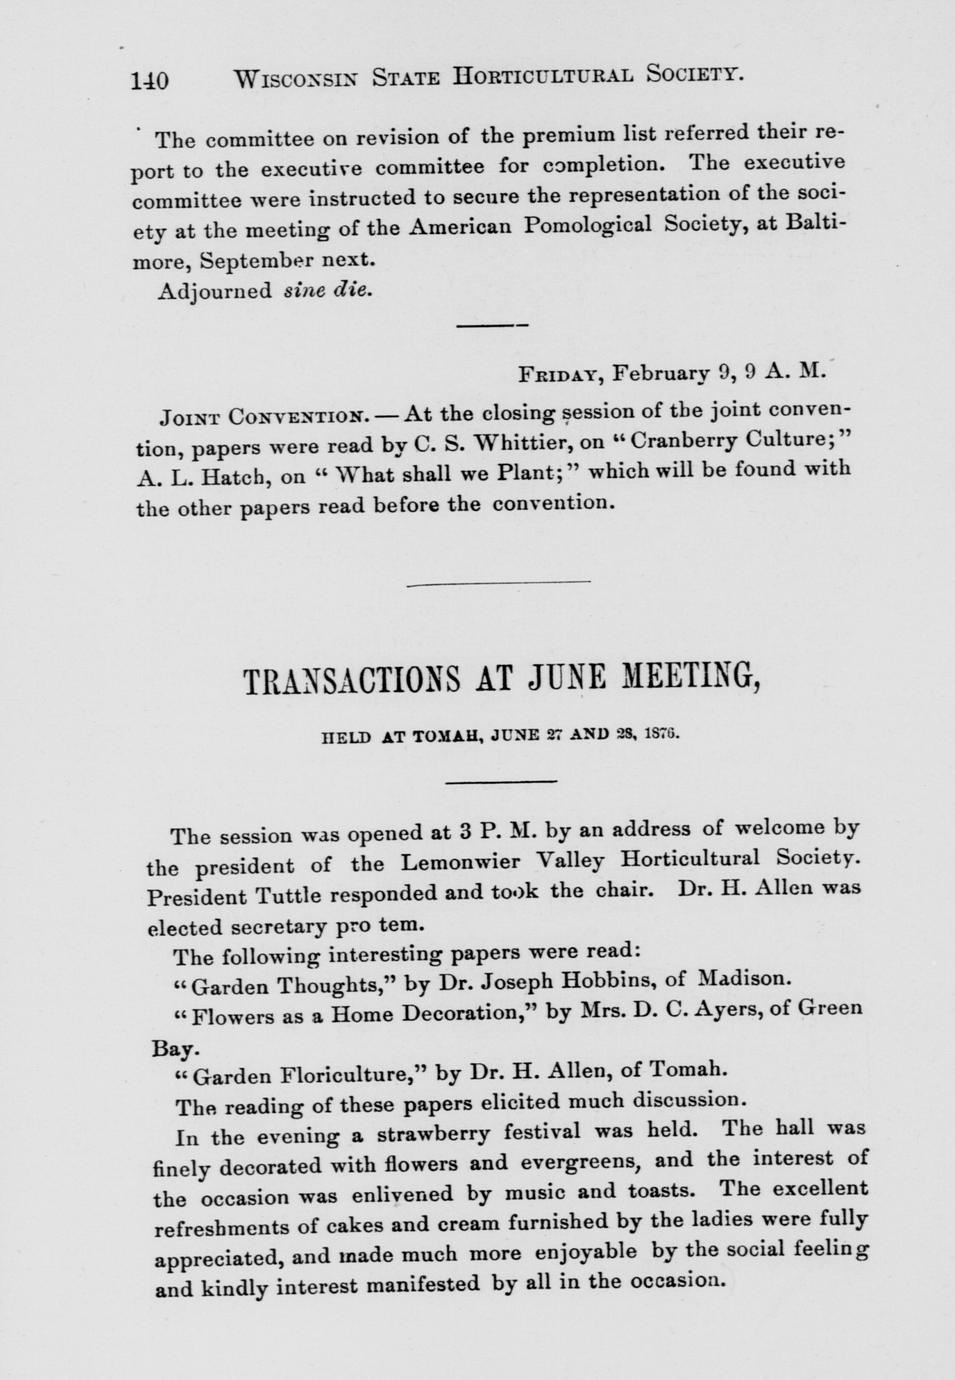 140 WISCONSIN STATE HORTICULTURAL SOCIETY.
The committee on revision of the premium list referred their re-
port to the executive committee for completion. The executive
committee were instructed to secure the representation of the soci-
ety at the meeting of the American Pomological Society, at Balti-
more, September next.
Adjourned sine die.
FRIDAY, February 9, 9 A. M.
JOINT CONVENTION. — At the closing session of the joint conven-
tion, papers were read by C. S. Whittier, on “Cranberry Culture;”
A. L. Hatch, on “What shall we Plant;” which will be found with
the other papers read before the convention.
TRANSACTIONS AT JUNE MEETING,
HELD AT TOMAH, JUNE 27 AND 28, 1876.
The session was opened at 3 P. M. by an address of welcome by
the president of the Lemonwier Valley Horticultural Society.
President Tuttle responded and took the chair. Dr. H. Allen was
elected secretary pro tem.
The following interesting papers were read:
“Garden Thoughts,” by Dr. Joseph Hobbins, of Madison.
“Flowers as a Home Decoration,” by Mrs. D. C. Ayers, of Green
Bay.
“Garden Floriculture,” by Dr. H. Allen, of Tomah.
The reading of these papers elicited much discussion.
In the evening a strawberry festival was held. The hall was
finely decorated with flowers and evergreens, and the interest of
the occasion was enlivened by music and toasts. The excellent
refreshments of cakes and cream furnished by the ladies were fully
appreciated, and made much more enjoyable by the social feeling
and kindly interest manifested by all in the occasion.